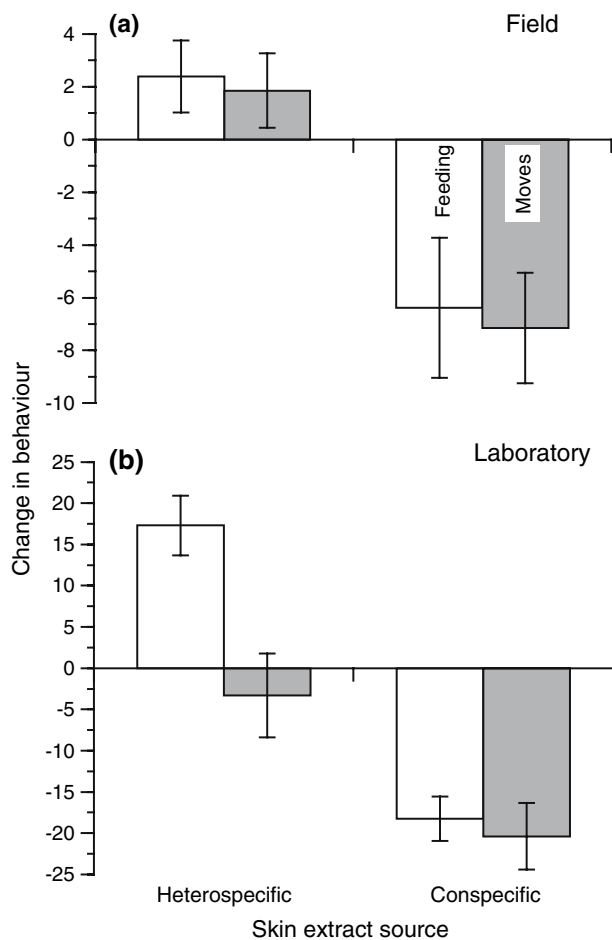 (a)
Field
4
2
0
-2
-4
-6
-8
-10
Feeding
Moves
Change in behaviour
(b)
Laboratory
25
20
15
10
5
0
-5
-10
-15
-20
-25
Heterospecific
Conspecific
Skin extract source